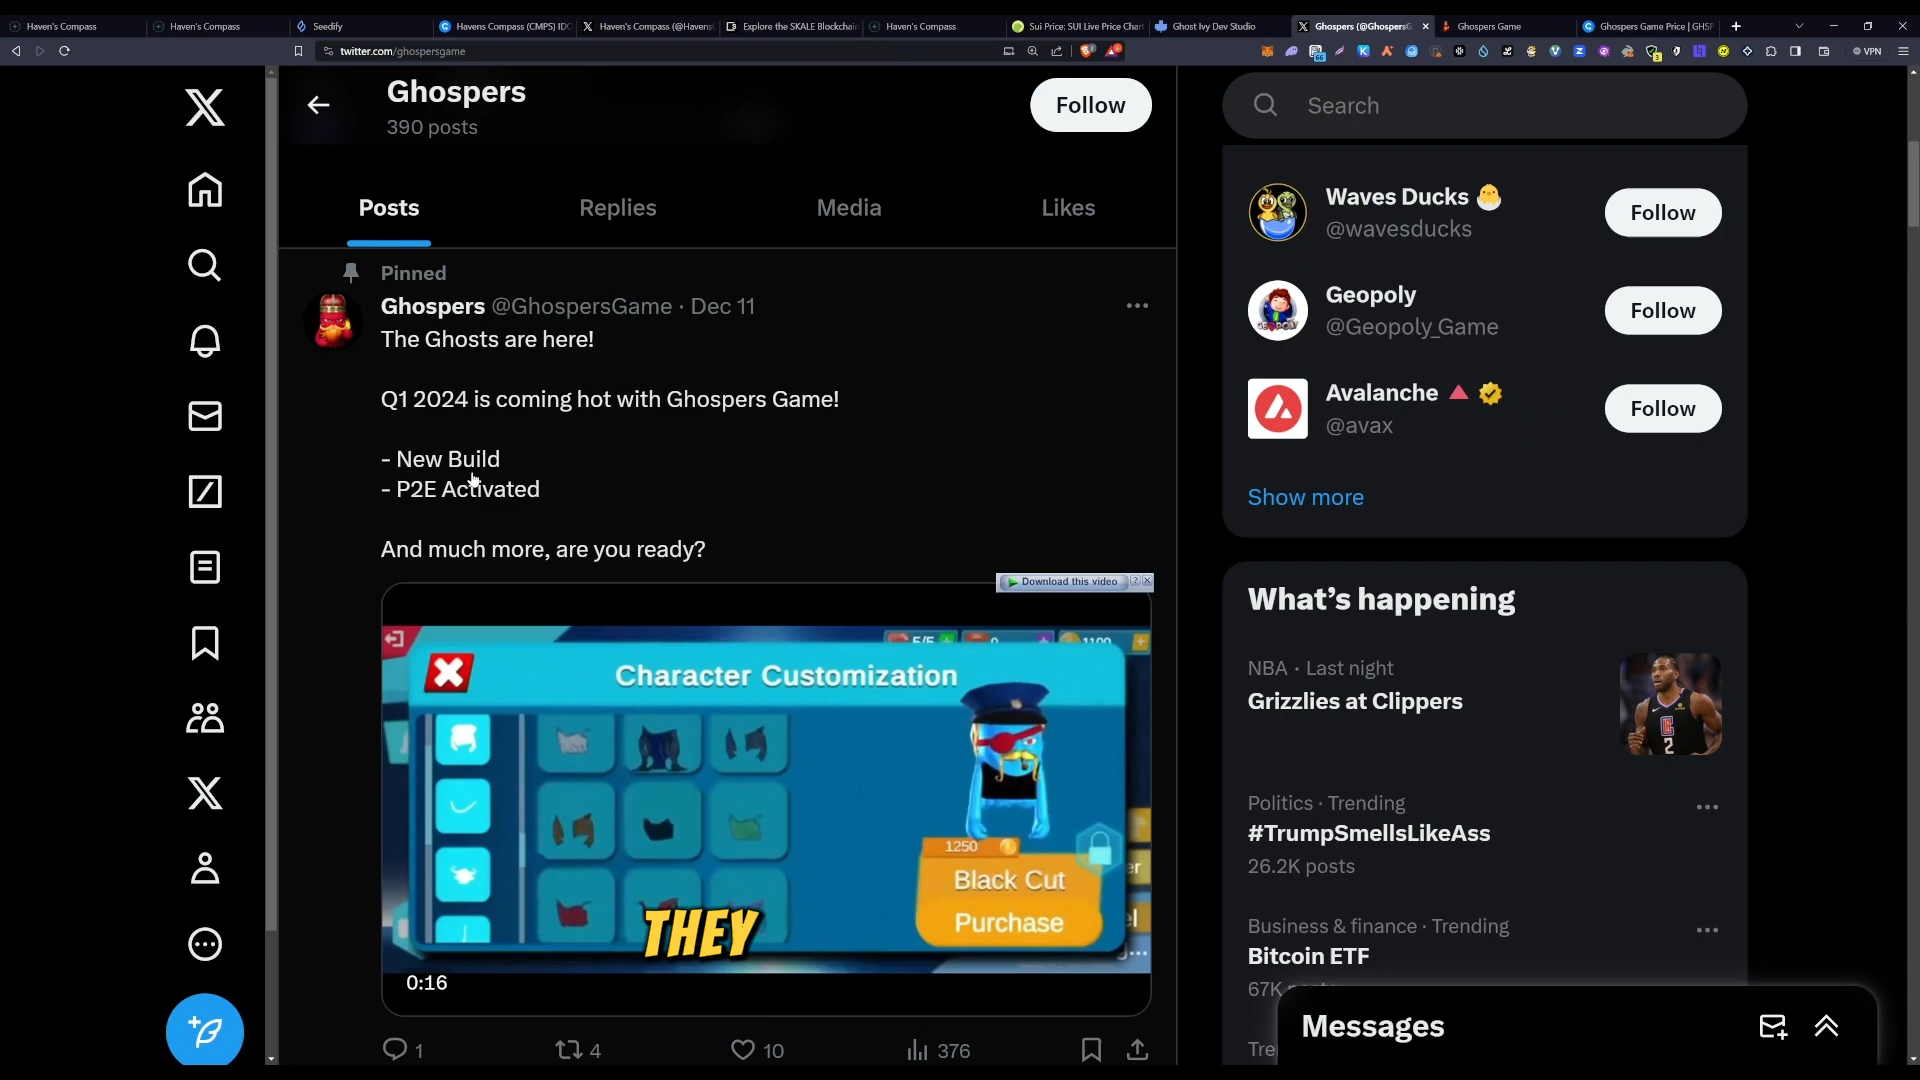 Haven's Compass
Haven's Compass
Seedify
Havens Compass (CMPS) IDO
Haven's Compass (@Havens
Explore the SKALE Blockchain
Haven's Compass
Sui Price: SUI Live Price Chart
Ghost Ivy Dev Studio
Ghospers (@GhospersG
Ghospers Game
Ghospers Game Price | GHSP
twitter.com/ghospersgame
VPN
Ghospers
390 posts
Follow
Search
Posts Replies Media Likes
Pinned
Ghospers @GhospersGame · Dec 11
The Ghosts are here!
Q1 2024 is coming hot with Ghospers Game!
- New Build
- P2E Activated
And much more, are you ready?
Download this video
5/5 0 1100
Character Customization
1250
Black Cut
Purchase
THEY
0:16
1 4 10 376
Waves Ducks
@wavesducks
Follow
Geopoly
@Geopoly_Game
Follow
Avalanche
@avax
Follow
Show more
What's happening
NBA · Last night
Grizzlies at Clippers
Politics · Trending
#TrumpSmellsLikeAss
26.2K posts
Business & finance · Trending
Bitcoin ETF
67K
Messages